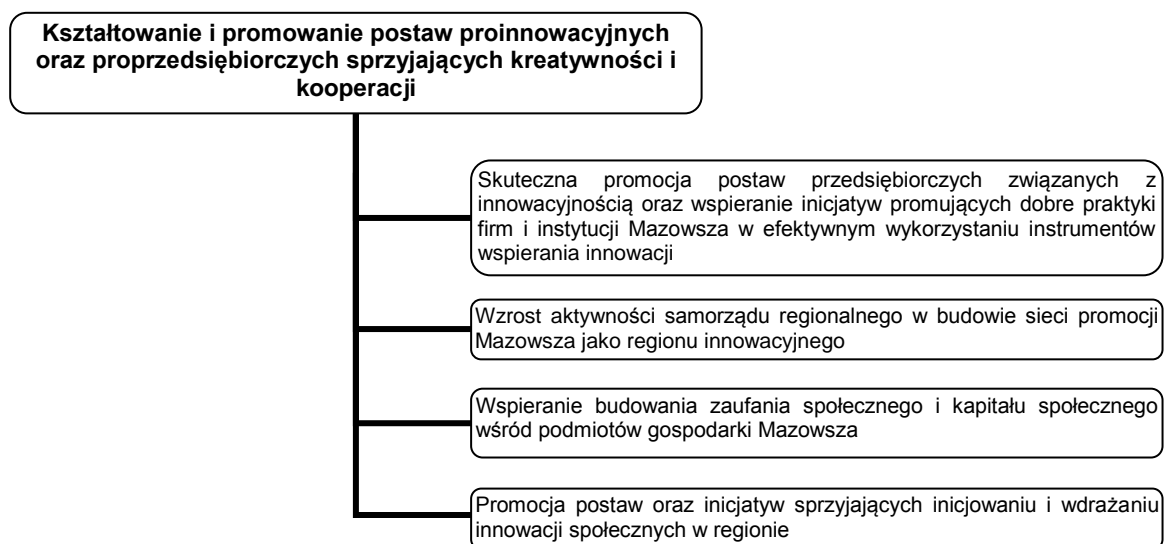 Kształtowanie i promowanie postaw proinnowacyjnych
oraz proprzedsiębiorczych sprzyjających kreatywności i
kooperacji
Skuteczna promocja postaw przedsiębiorczych związanych z
innowacyjnością oraz wspieranie inicjatyw promujących dobre praktyki
firm i instytucji Mazowsza w efektywnym wykorzystaniu instrumentów
wspierania innowacji
Wzrost aktywności samorządu regionalnego w budowie sieci promocji
Mazowsza jako regionu innowacyjnego
Wspieranie budowania zaufania społecznego i kapitału społecznego
wśród podmiotów gospodarki Mazowsza
Promocja postaw oraz inicjatyw sprzyjających inicjowaniu i wdrażaniu
innowacji społecznych w regionie